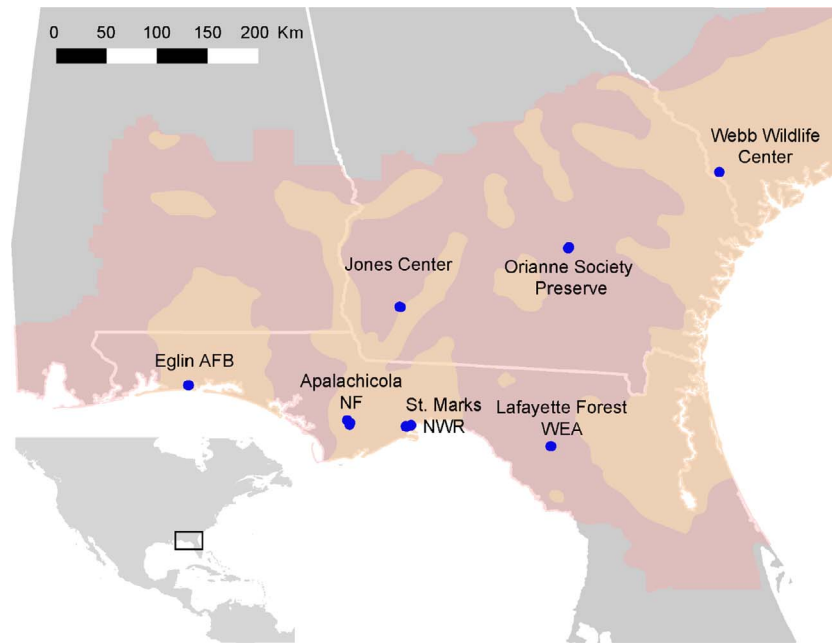 0 50 100 150 200 Km
Webb Wildlife
Center
Jones Center
Orianne Society
Preserve
Eglin AFB
Apalachicola
NF
St. Marks
NWR
Lafayette Forest
WEA